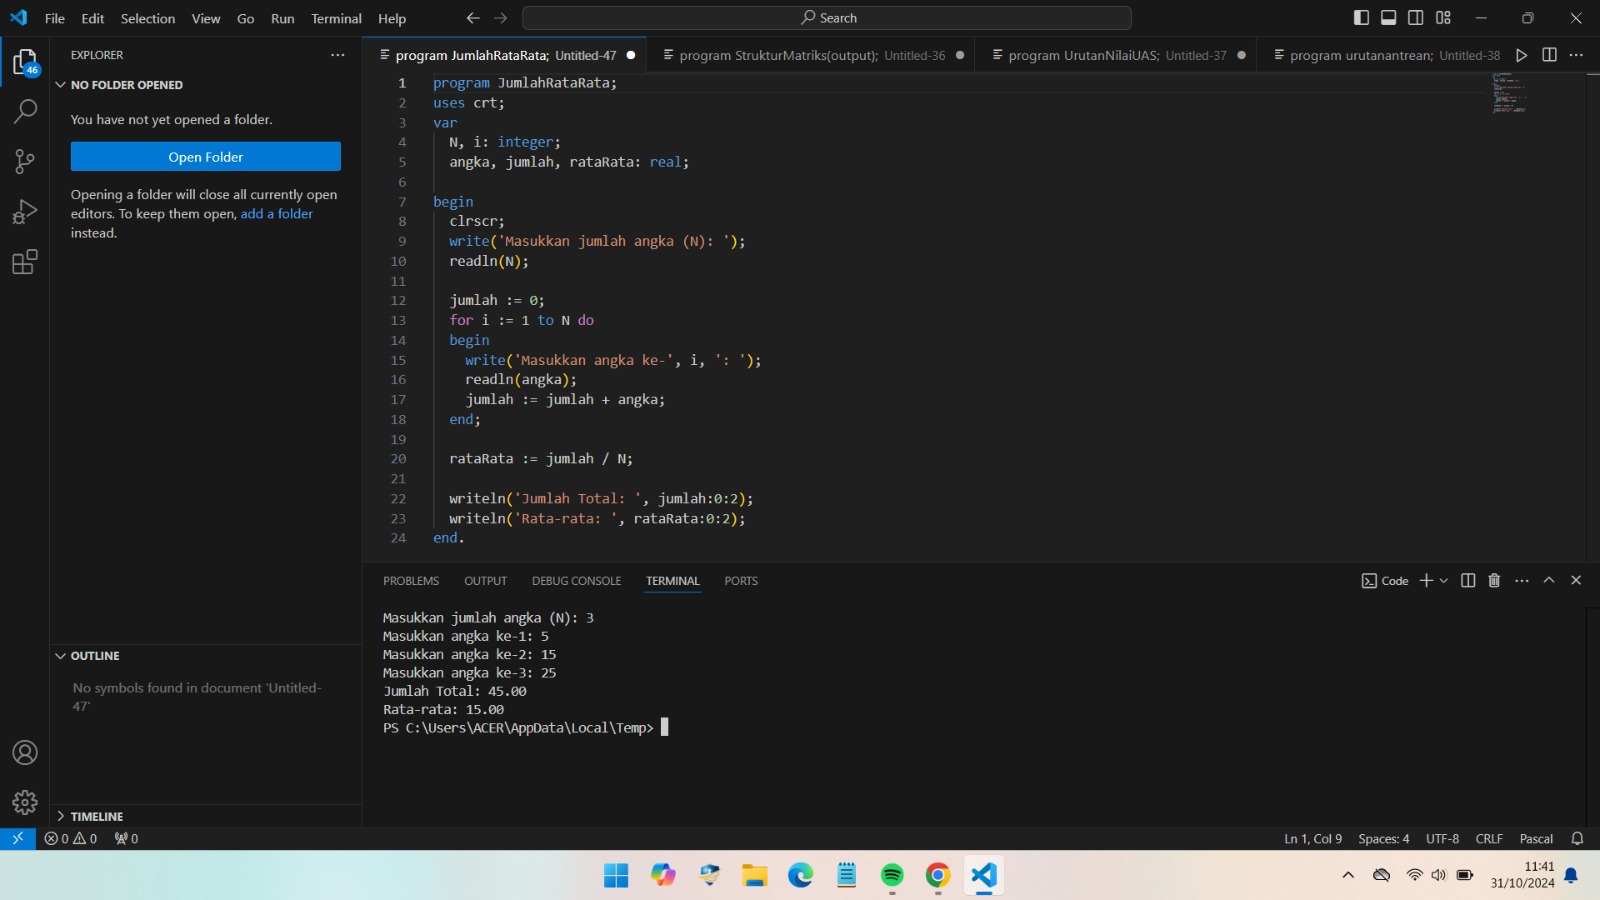 File Edit Selection View Go Run Terminal Help
Search
EXPLORER
46
NO FOLDER OPENED
You have not yet opened a folder.
Open Folder
Opening a folder will close all currently open
editors. To keep them open, add a folder
instead.
OUTLINE
No symbols found in document 'Untitled-
47'
TIMELINE
program JumlahRataRata; Untitled-47
program StrukturMatriks(output); Untitled-36
program UrutanNilaiUAS; Untitled-37
program urutanantrean; Untitled-38
1 program JumlahRataRata;
2 uses crt;
3 var
4 N, i: integer;
5 angka, jumlah, rataRata: real;
6
7 begin
8 clrscr;
9 write('Masukkan jumlah angka (N): ');
10 readln(N);
11
12 jumlah := 0;
13 for i := 1 to N do
14 begin
15 write('Masukkan angka ke-', i, ': ');
16 readln(angka);
17 jumlah := jumlah + angka;
18 end;
19
20 rataRata := jumlah / N;
21
22 writeln('Jumlah Total: ', jumlah:0:2);
23 writeln('Rata-rata: ', rataRata:0:2);
24 end.
PROBLEMS OUTPUT DEBUG CONSOLE TERMINAL PORTS
Code
Masukkan jumlah angka (N): 3
Masukkan angka ke-1: 5
Masukkan angka ke-2: 15
Masukkan angka ke-3: 25
Jumlah Total: 45.00
Rata-rata: 15.00
PS C:\Users\ACER\AppData\Local\Temp>
0 0 0
Ln 1, Col 9 Spaces: 4 UTF-8 CRLF Pascal
11:41
31/10/2024